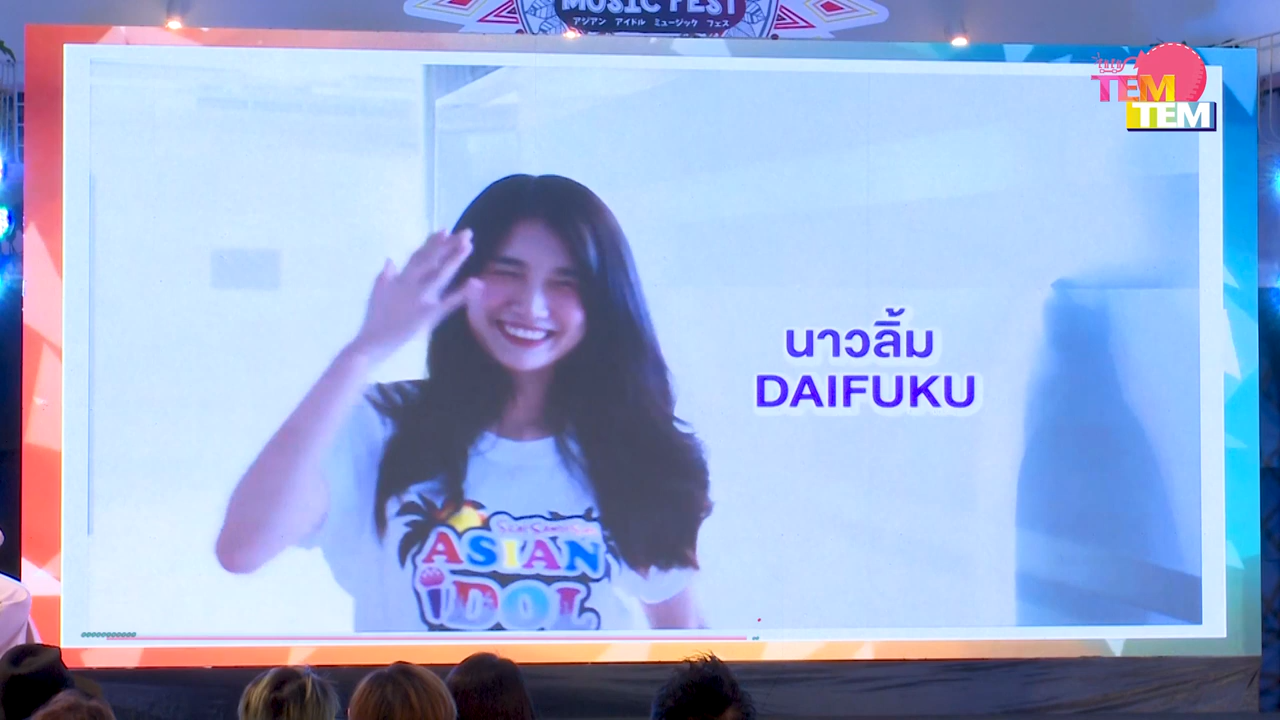 MUSIC FEST
アジアン アイドル ミュージック フェス
TEM
TEM
นาวลิ้ม
DAIFUKU
ASIAN
iDOL